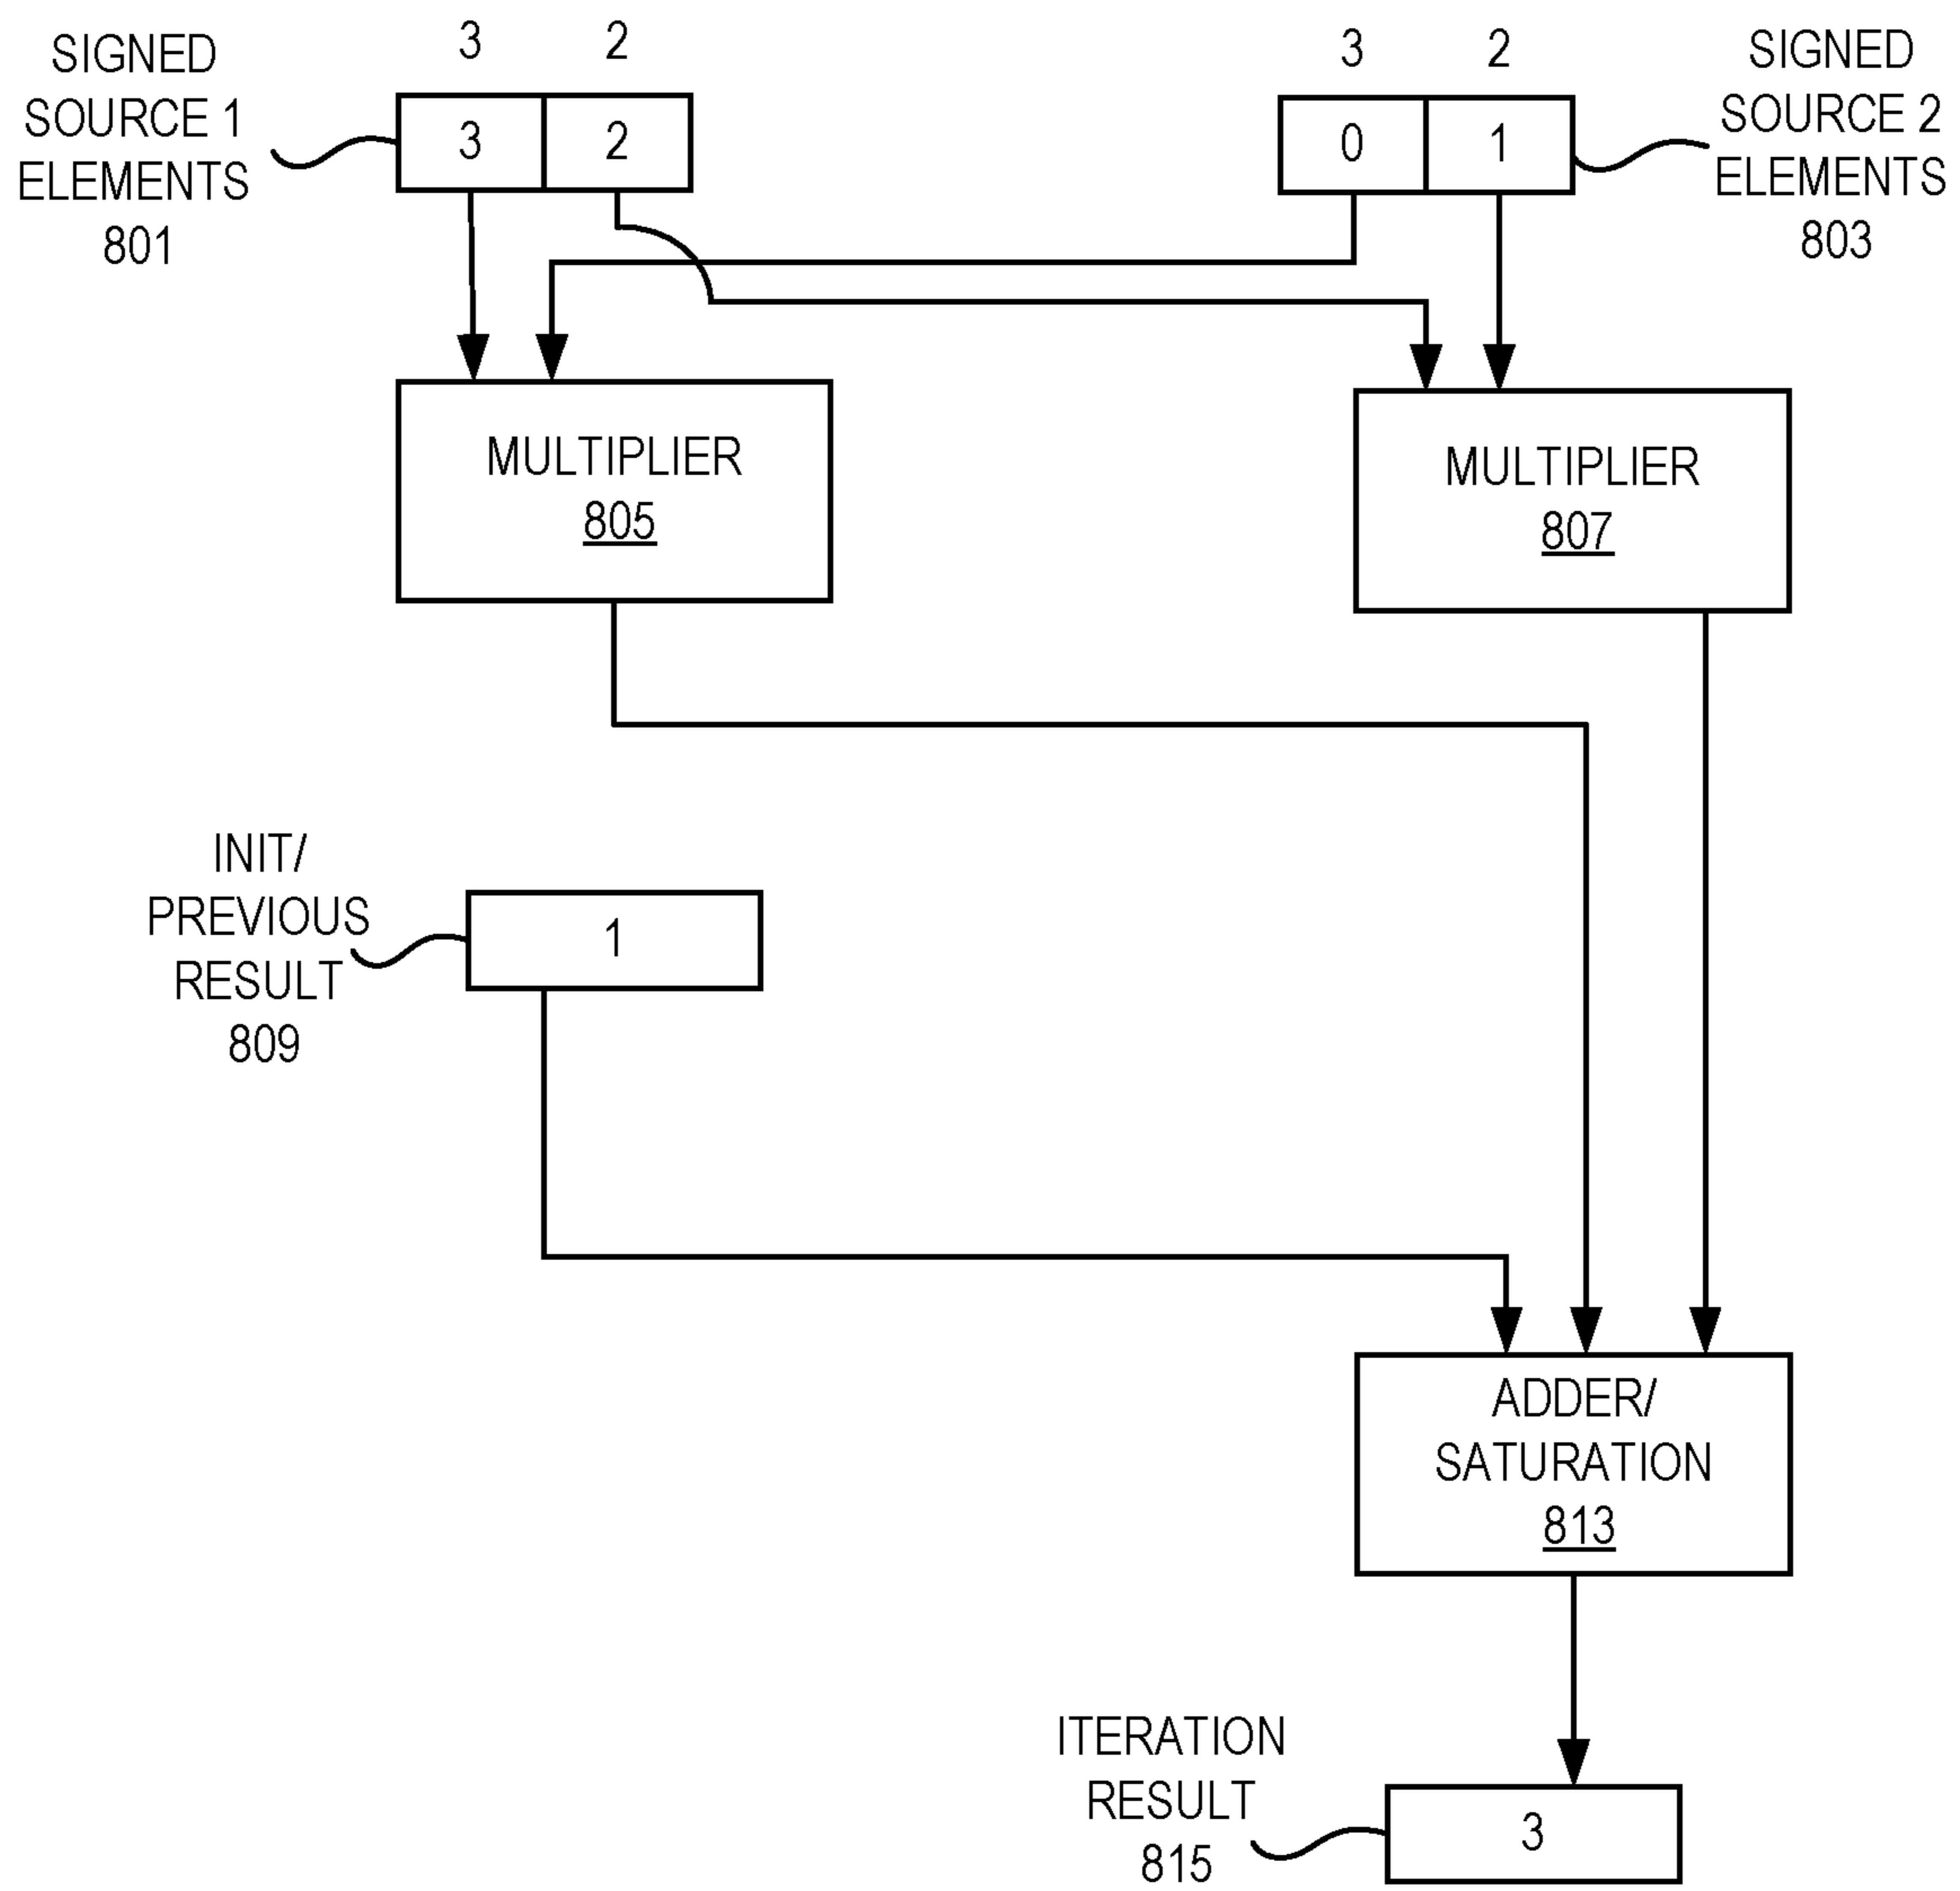 SIGNED
SOURCE 1
ELEMENTS
801
3 2
3 2
3 2
0 1
SIGNED
SOURCE 2
ELEMENTS
803
MULTIPLIER
805
MULTIPLIER
807
INIT/
PREVIOUS
RESULT
809
1
ADDER/
SATURATION
813
ITERATION
RESULT
815
3